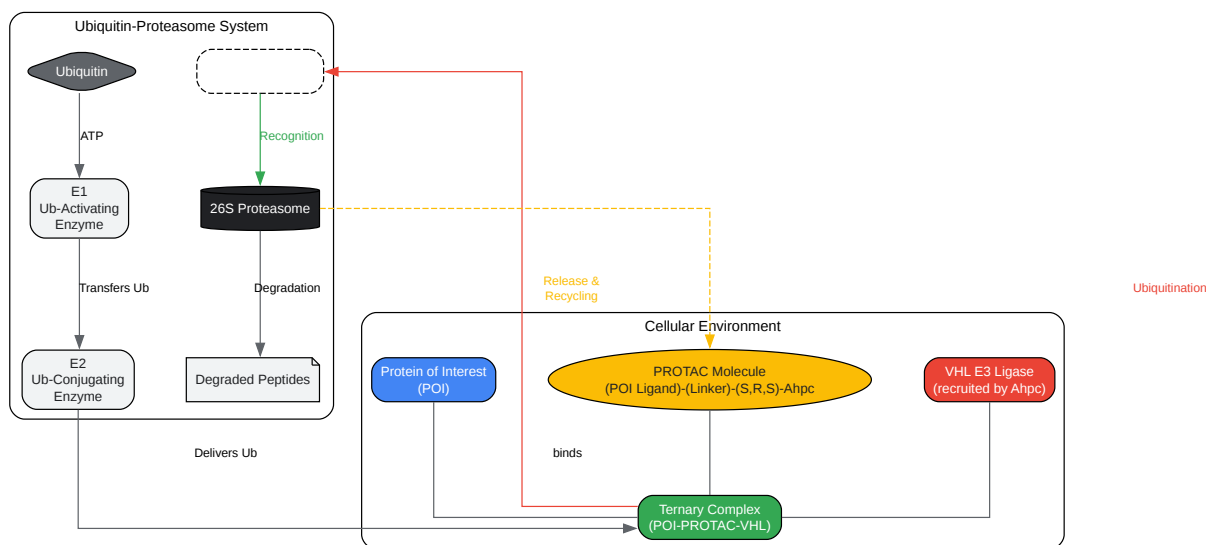 Ubiquitin-Proteasome System
Ubiquitin
ATP
Recognition
E1
Ub-Activating
Enzyme
26S Proteasome
Transfers Ub
Degradation
Release &
Recycling
Ubiquitination
Cellular Environment
E2
Ub-Conjugating
Enzyme
Degraded Peptides
Protein of Interest
(POI)
PROTAC Molecule
(POI Ligand)-(Linker)-(S,R,S)-Ahpc
VHL E3 Ligase
(recruited by Ahpc)
Delivers Ub
binds
Ternary Complex
(POI-PROTAC-VHL)